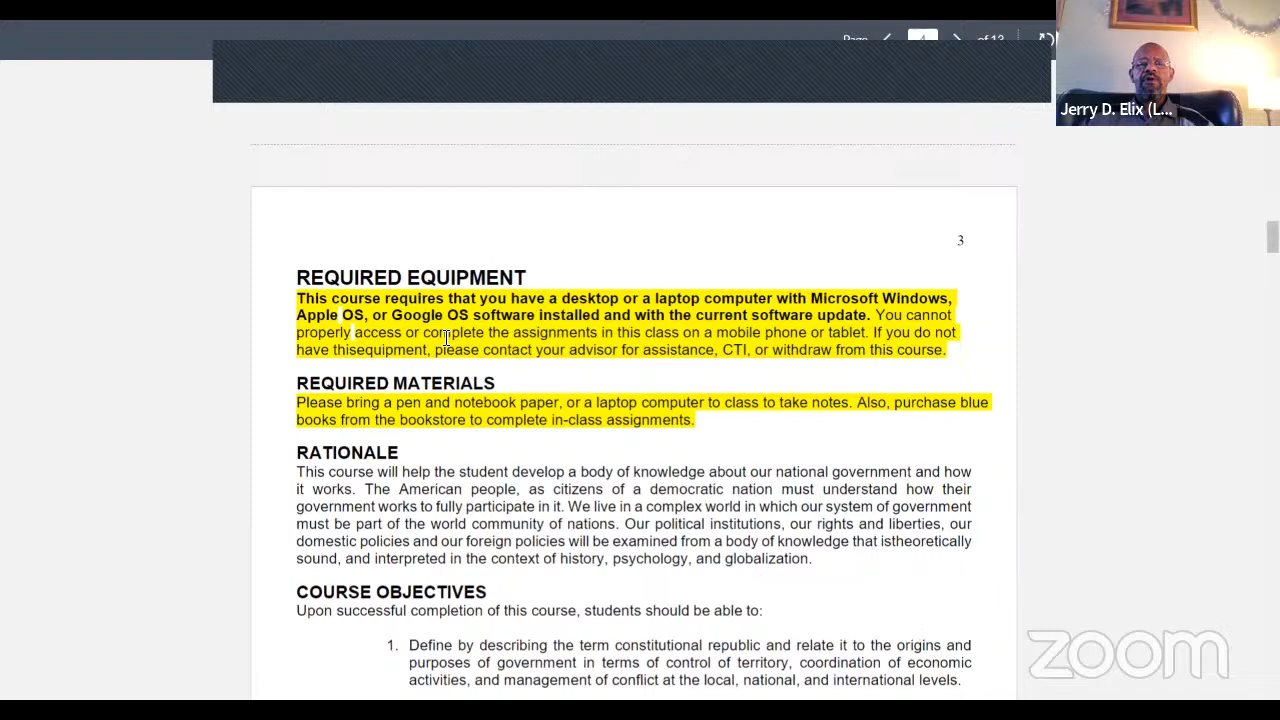 Page 4 of 13
Jerry D. Elix (L...
3
REQUIRED EQUIPMENT
This course requires that you have a desktop or a laptop computer with Microsoft Windows,
Apple OS, or Google OS software installed and with the current software update. You cannot
properly access or complete the assignments in this class on a mobile phone or tablet. If you do not
have thisequipment, please contact your advisor for assistance, CTI, or withdraw from this course.
REQUIRED MATERIALS
Please bring a pen and notebook paper, or a laptop computer to class to take notes. Also, purchase blue
books from the bookstore to complete in-class assignments.
RATIONALE
This course will help the student develop a body of knowledge about our national government and how
it works. The American people, as citizens of a democratic nation must understand how their
government works to fully participate in it. We live in a complex world in which our system of government
must be part of the world community of nations. Our political institutions, our rights and liberties, our
domestic policies and our foreign policies will be examined from a body of knowledge that istheoretically
sound, and interpreted in the context of history, psychology, and globalization.
COURSE OBJECTIVES
Upon successful completion of this course, students should be able to:
1. Define by describing the term constitutional republic and relate it to the origins and
purposes of government in terms of control of territory, coordination of economic
activities, and management of conflict at the local, national, and international levels.
zoom